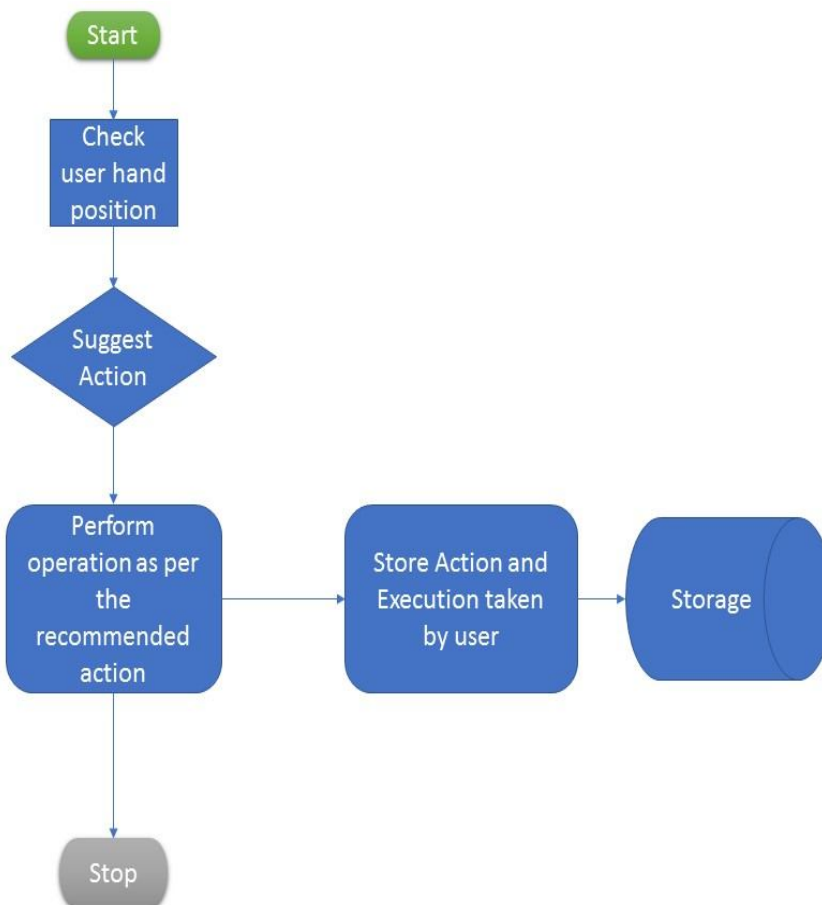 Start
Check
user hand
position
Suggest
Action
Perform
operation as per
the
recommended
action
Store Action and
Execution taken
by user
Storage
Stop